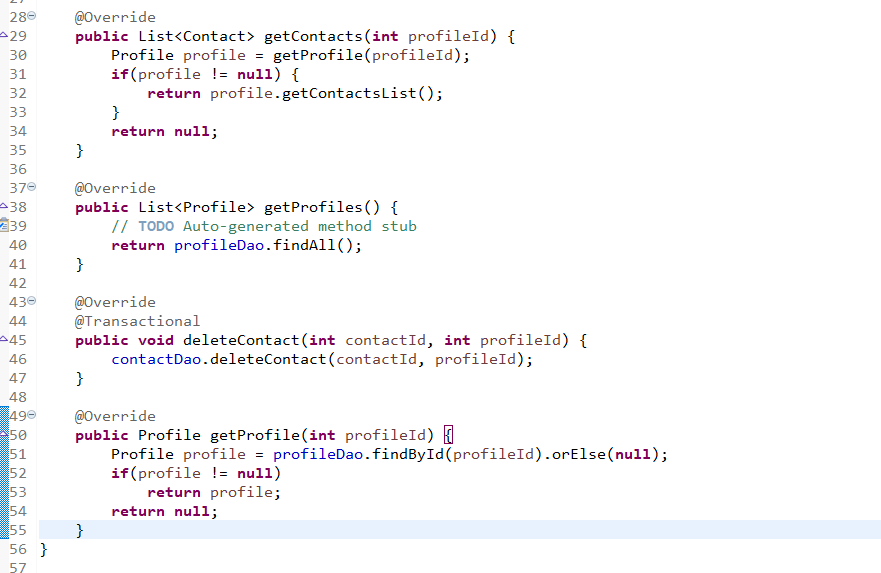 28 @Override
29 public List<Contact> getContacts(int profileId) {
30 Profile profile = getProfile(profileId);
31 if(profile != null) {
32 return profile.getContactsList();
33 }
34 return null;
35 }
36
37 @Override
38 public List<Profile> getProfiles() {
39 // TODO Auto-generated method stub
40 return profileDao.findAll();
41 }
42
43 @Override
44 @Transactional
45 public void deleteContact(int contactId, int profileId) {
46 contactDao.deleteContact(contactId, profileId);
47 }
48
49 @Override
50 public Profile getProfile(int profileId) {
51 Profile profile = profileDao.findById(profileId).orElse(null);
52 if(profile != null)
53 return profile;
54 return null;
55 }
56 }
57